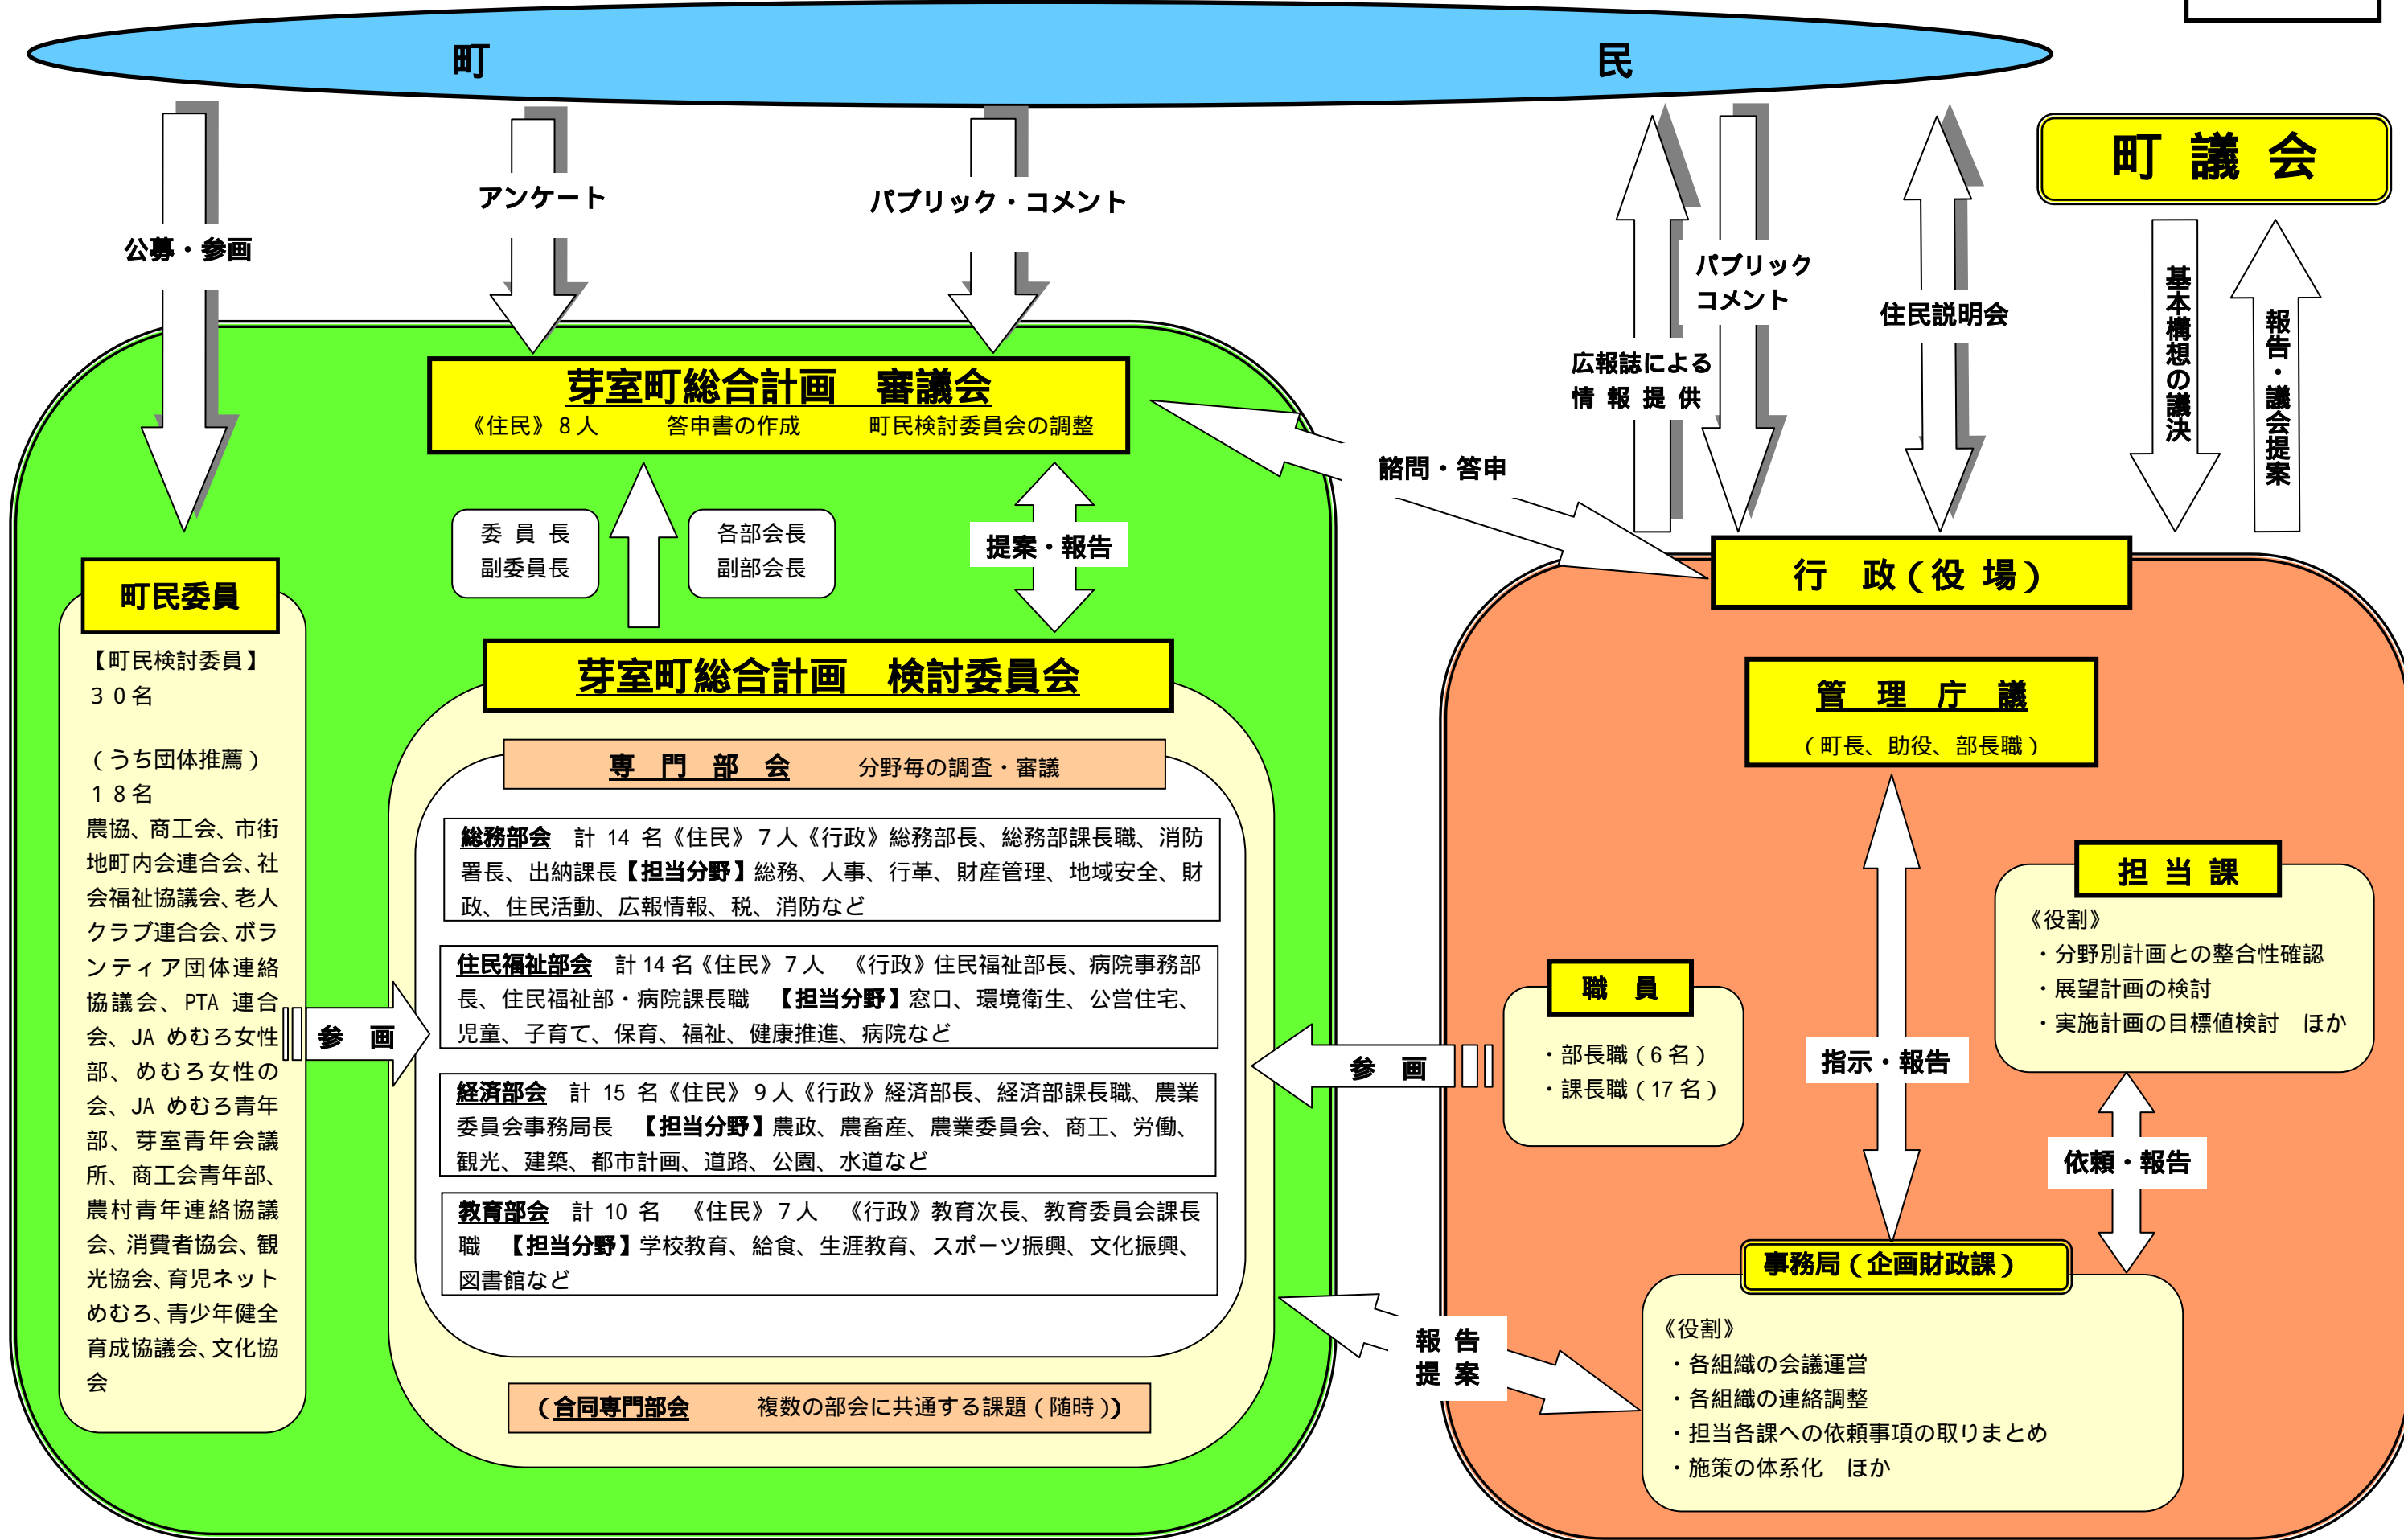 町 民
公募・参画
アンケート
パブリック・コメント
広報誌による
情 報 提 供
パブリック
コメント
住民説明会
町 議 会
基本構想の議決
報告・議会提案
芽室町総合計画　審議会
《住民》８人　　　答申書の作成　　　町民検討委員会の調整
諮問・答申
委 員 長
副委員長
各部会長
副部会長
提案・報告
町民委員
【町民検討委員】
３０名
（うち団体推薦）
１８名
農協、商工会、市街
地町内会連合会、社
会福祉協議会、老人
クラブ連合会、ボラ
ンティア団体連絡
協議会、PTA 連合
会、JA めむろ女性
部、めむろ女性の
会、JA めむろ青年
部、芽室青年会議
所、商工会青年部、
農村青年連絡協議
会、消費者協会、観
光協会、育児ネット
めむろ、青少年健全
育成協議会、文化協
会
参　画
芽室町総合計画　検討委員会
専　門　部　会　　　分野毎の調査・審議
総務部会　計 14 名《住民》７人《行政》総務部長、総務部課長職、消防
署長、出納課長【担当分野】総務、人事、行革、財産管理、地域安全、財
政、住民活動、広報情報、税、消防など
住民福祉部会　計 14 名《住民》７人　《行政》住民福祉部長、病院事務部
長、住民福祉部・病院課長職　【担当分野】窓口、環境衛生、公営住宅、
児童、子育て、保育、福祉、健康推進、病院など
経済部会　計 15 名《住民》９人《行政》経済部長、経済部課長職、農業
委員会事務局長　【担当分野】農政、農畜産、農業委員会、商工、労働、
観光、建築、都市計画、道路、公園、水道など
教育部会　計 10 名　《住民》７人　《行政》教育次長、教育委員会課長
職　【担当分野】学校教育、給食、生涯教育、スポーツ振興、文化振興、
図書館など
（合同専門部会　　　複数の部会に共通する課題（随時））
行　政（役 場）
管　理　庁　議
（町長、助役、部長職）
担 当 課
《役割》
・分野別計画との整合性確認
・展望計画の検討
・実施計画の目標値検討　ほか
職　員
・部長職（６名）
・課長職（17 名）
参　画
指示・報告
依頼・報告
事務局（企画財政課）
《役割》
・各組織の会議運営
・各組織の連絡調整
・担当各課への依頼事項の取りまとめ
・施策の体系化　ほか
報 告
提 案